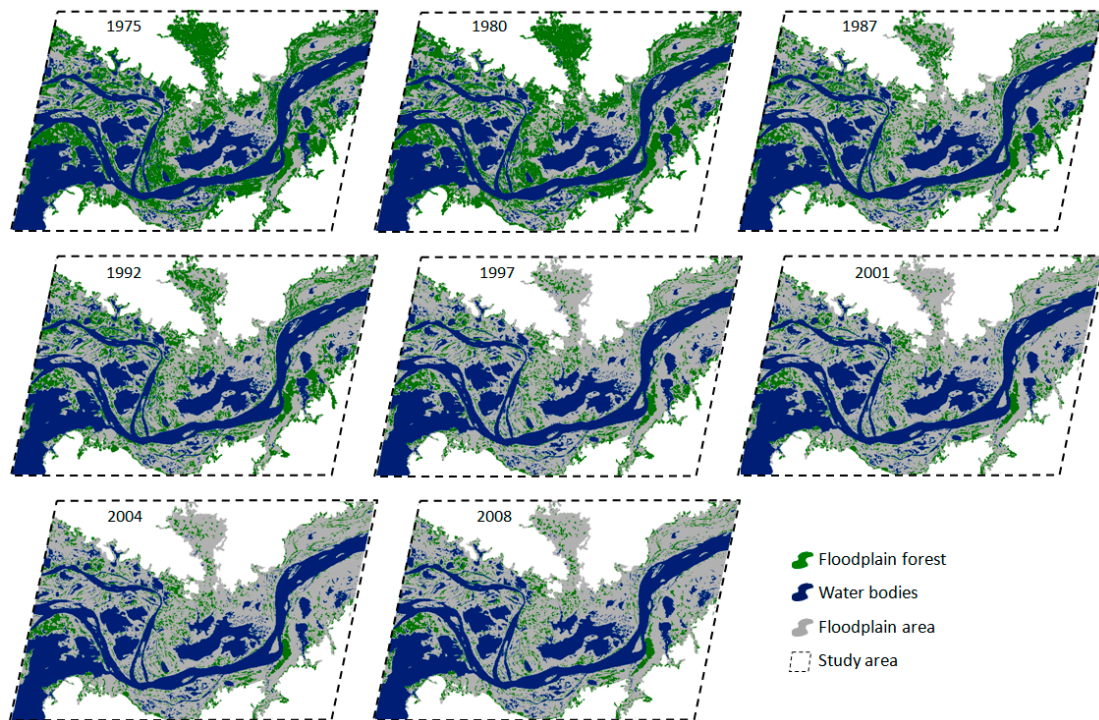 1975
1980
1987
1992
1997
2001
2004
2008
Floodplain forest
Water bodies
Floodplain area
Study area